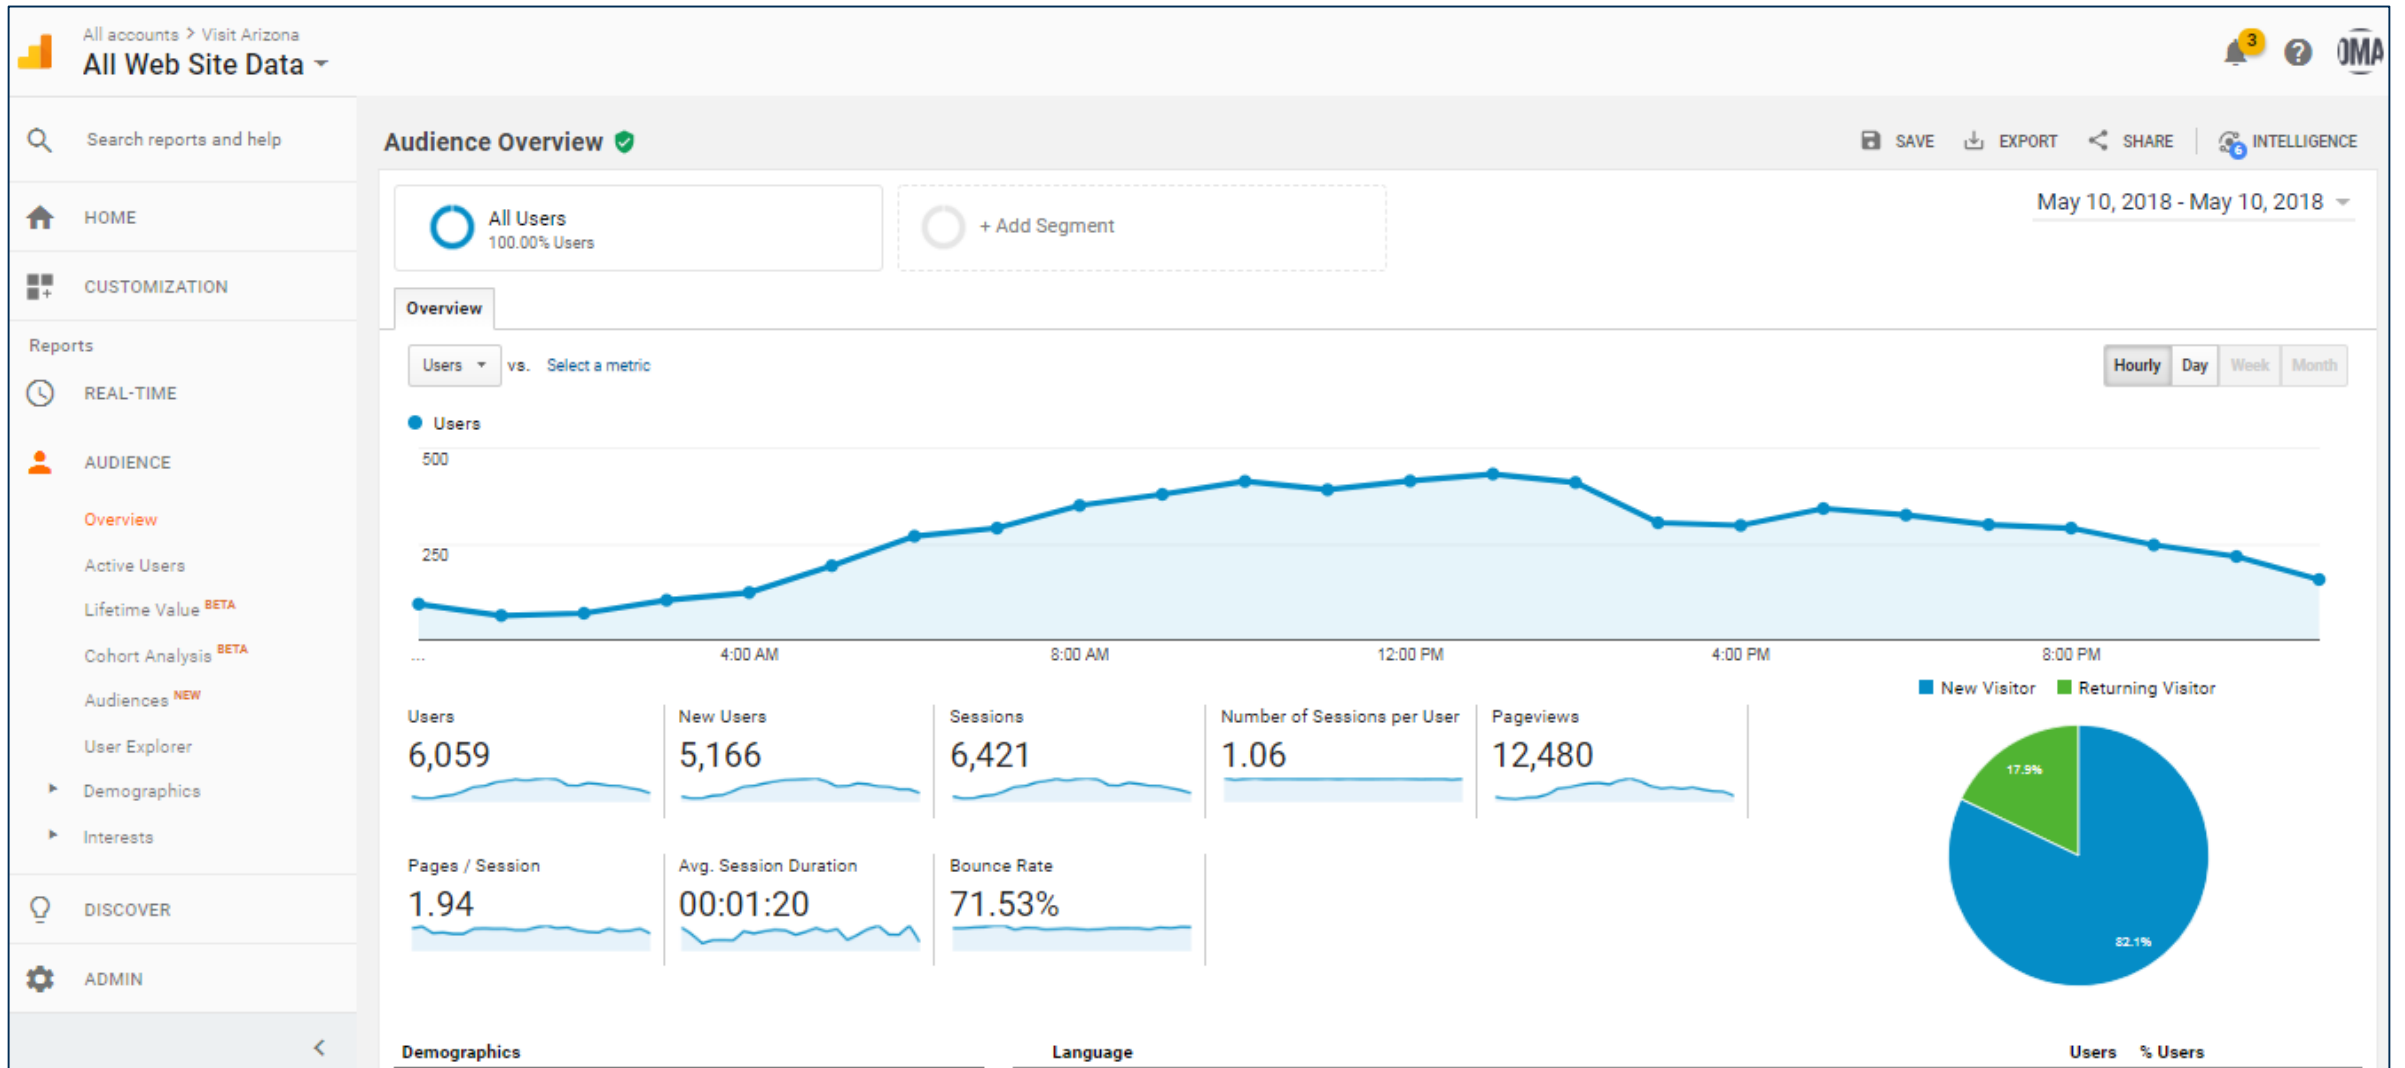 All accounts > Visit Arizona
All Web Site Data
3
OMA
Search reports and help
HOME
CUSTOMIZATION
Reports
REAL-TIME
AUDIENCE
Overview
Active Users
Lifetime Value BETA
Cohort Analysis BETA
Audiences NEW
User Explorer
Demographics
Interests
DISCOVER
ADMIN
Audience Overview
SAVE
EXPORT
SHARE
6
INTELLIGENCE
All Users
100.00% Users
+ Add Segment
May 10, 2018 - May 10, 2018
Overview
Users vs. Select a metric
Hourly Day Week Month
Users
500
250
... 4:00 AM 8:00 AM 12:00 PM 4:00 PM 8:00 PM
New Visitor Returning Visitor
Users
6,059
New Users
5,166
Sessions
6,421
Number of Sessions per User
1.06
Pageviews
12,480
Pages / Session
1.94
Avg. Session Duration
00:01:20
Bounce Rate
71.53%
17.9%
82.1%
Demographics
Language Users % Users